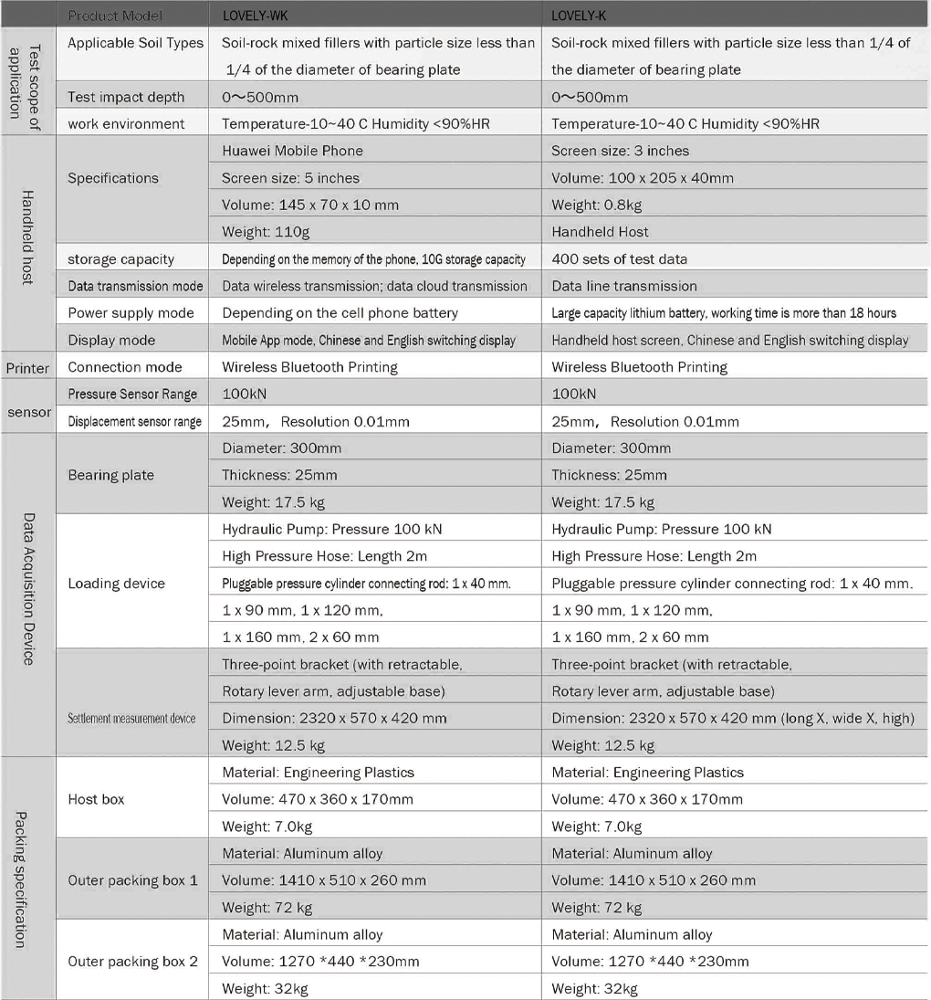 Product Model LOVELY-WK LOVELY-K
Test scope of application
Applicable Soil Types Soil-rock mixed fillers with particle size less than Soil-rock mixed fillers with particle size less than 1/4 of
1/4 of the diameter of bearing plate the diameter of bearing plate
Test impact depth 0～500mm 0～500mm
work environment Temperature-10~40 C Humidity <90%HR Temperature-10~40 C Humidity <90%HR
Handheld host
Specifications
Huawei Mobile Phone Screen size: 3 inches
Screen size: 5 inches Volume: 100 x 205 x 40mm
Volume: 145 x 70 x 10 mm Weight: 0.8kg
Weight: 110g Handheld Host
storage capacity Depending on the memory of the phone, 10G storage capacity 400 sets of test data
Data transmission mode Data wireless transmission; data cloud transmission Data line transmission
Power supply mode Depending on the cell phone battery Large capacity lithium battery, working time is more than 18 hours
Display mode Mobile App mode, Chinese and English switching display Handheld host screen, Chinese and English switching display
Printer Connection mode Wireless Bluetooth Printing Wireless Bluetooth Printing
sensor
Pressure Sensor Range 100kN 100kN
Displacement sensor range 25mm, Resolution 0.01mm 25mm, Resolution 0.01mm
Data Acquisition Device
Bearing plate
Diameter: 300mm Diameter: 300mm
Thickness: 25mm Thickness: 25mm
Weight: 17.5 kg Weight: 17.5 kg
Loading device
Hydraulic Pump: Pressure 100 kN Hydraulic Pump: Pressure 100 kN
High Pressure Hose: Length 2m High Pressure Hose: Length 2m
Pluggable pressure cylinder connecting rod: 1 x 40 mm. Pluggable pressure cylinder connecting rod: 1 x 40 mm.
1 x 90 mm, 1 x 120 mm, 1 x 90 mm, 1 x 120 mm,
1 x 160 mm, 2 x 60 mm 1 x 160 mm, 2 x 60 mm
Settlement measurement device
Three-point bracket (with retractable, Three-point bracket (with retractable,
Rotary lever arm, adjustable base) Rotary lever arm, adjustable base)
Dimension: 2320 x 570 x 420 mm Dimension: 2320 x 570 x 420 mm (long X, wide X, high)
Weight: 12.5 kg Weight: 12.5 kg
Packing specification
Host box
Material: Engineering Plastics Material: Engineering Plastics
Volume: 470 x 360 x 170mm Volume: 470 x 360 x 170mm
Weight: 7.0kg Weight: 7.0kg
Outer packing box 1
Material: Aluminum alloy Material: Aluminum alloy
Volume: 1410 x 510 x 260 mm Volume: 1410 x 510 x 260 mm
Weight: 72 kg Weight: 72 kg
Outer packing box 2
Material: Aluminum alloy Material: Aluminum alloy
Volume: 1270 *440 *230mm Volume: 1270 *440 *230mm
Weight: 32kg Weight: 32kg